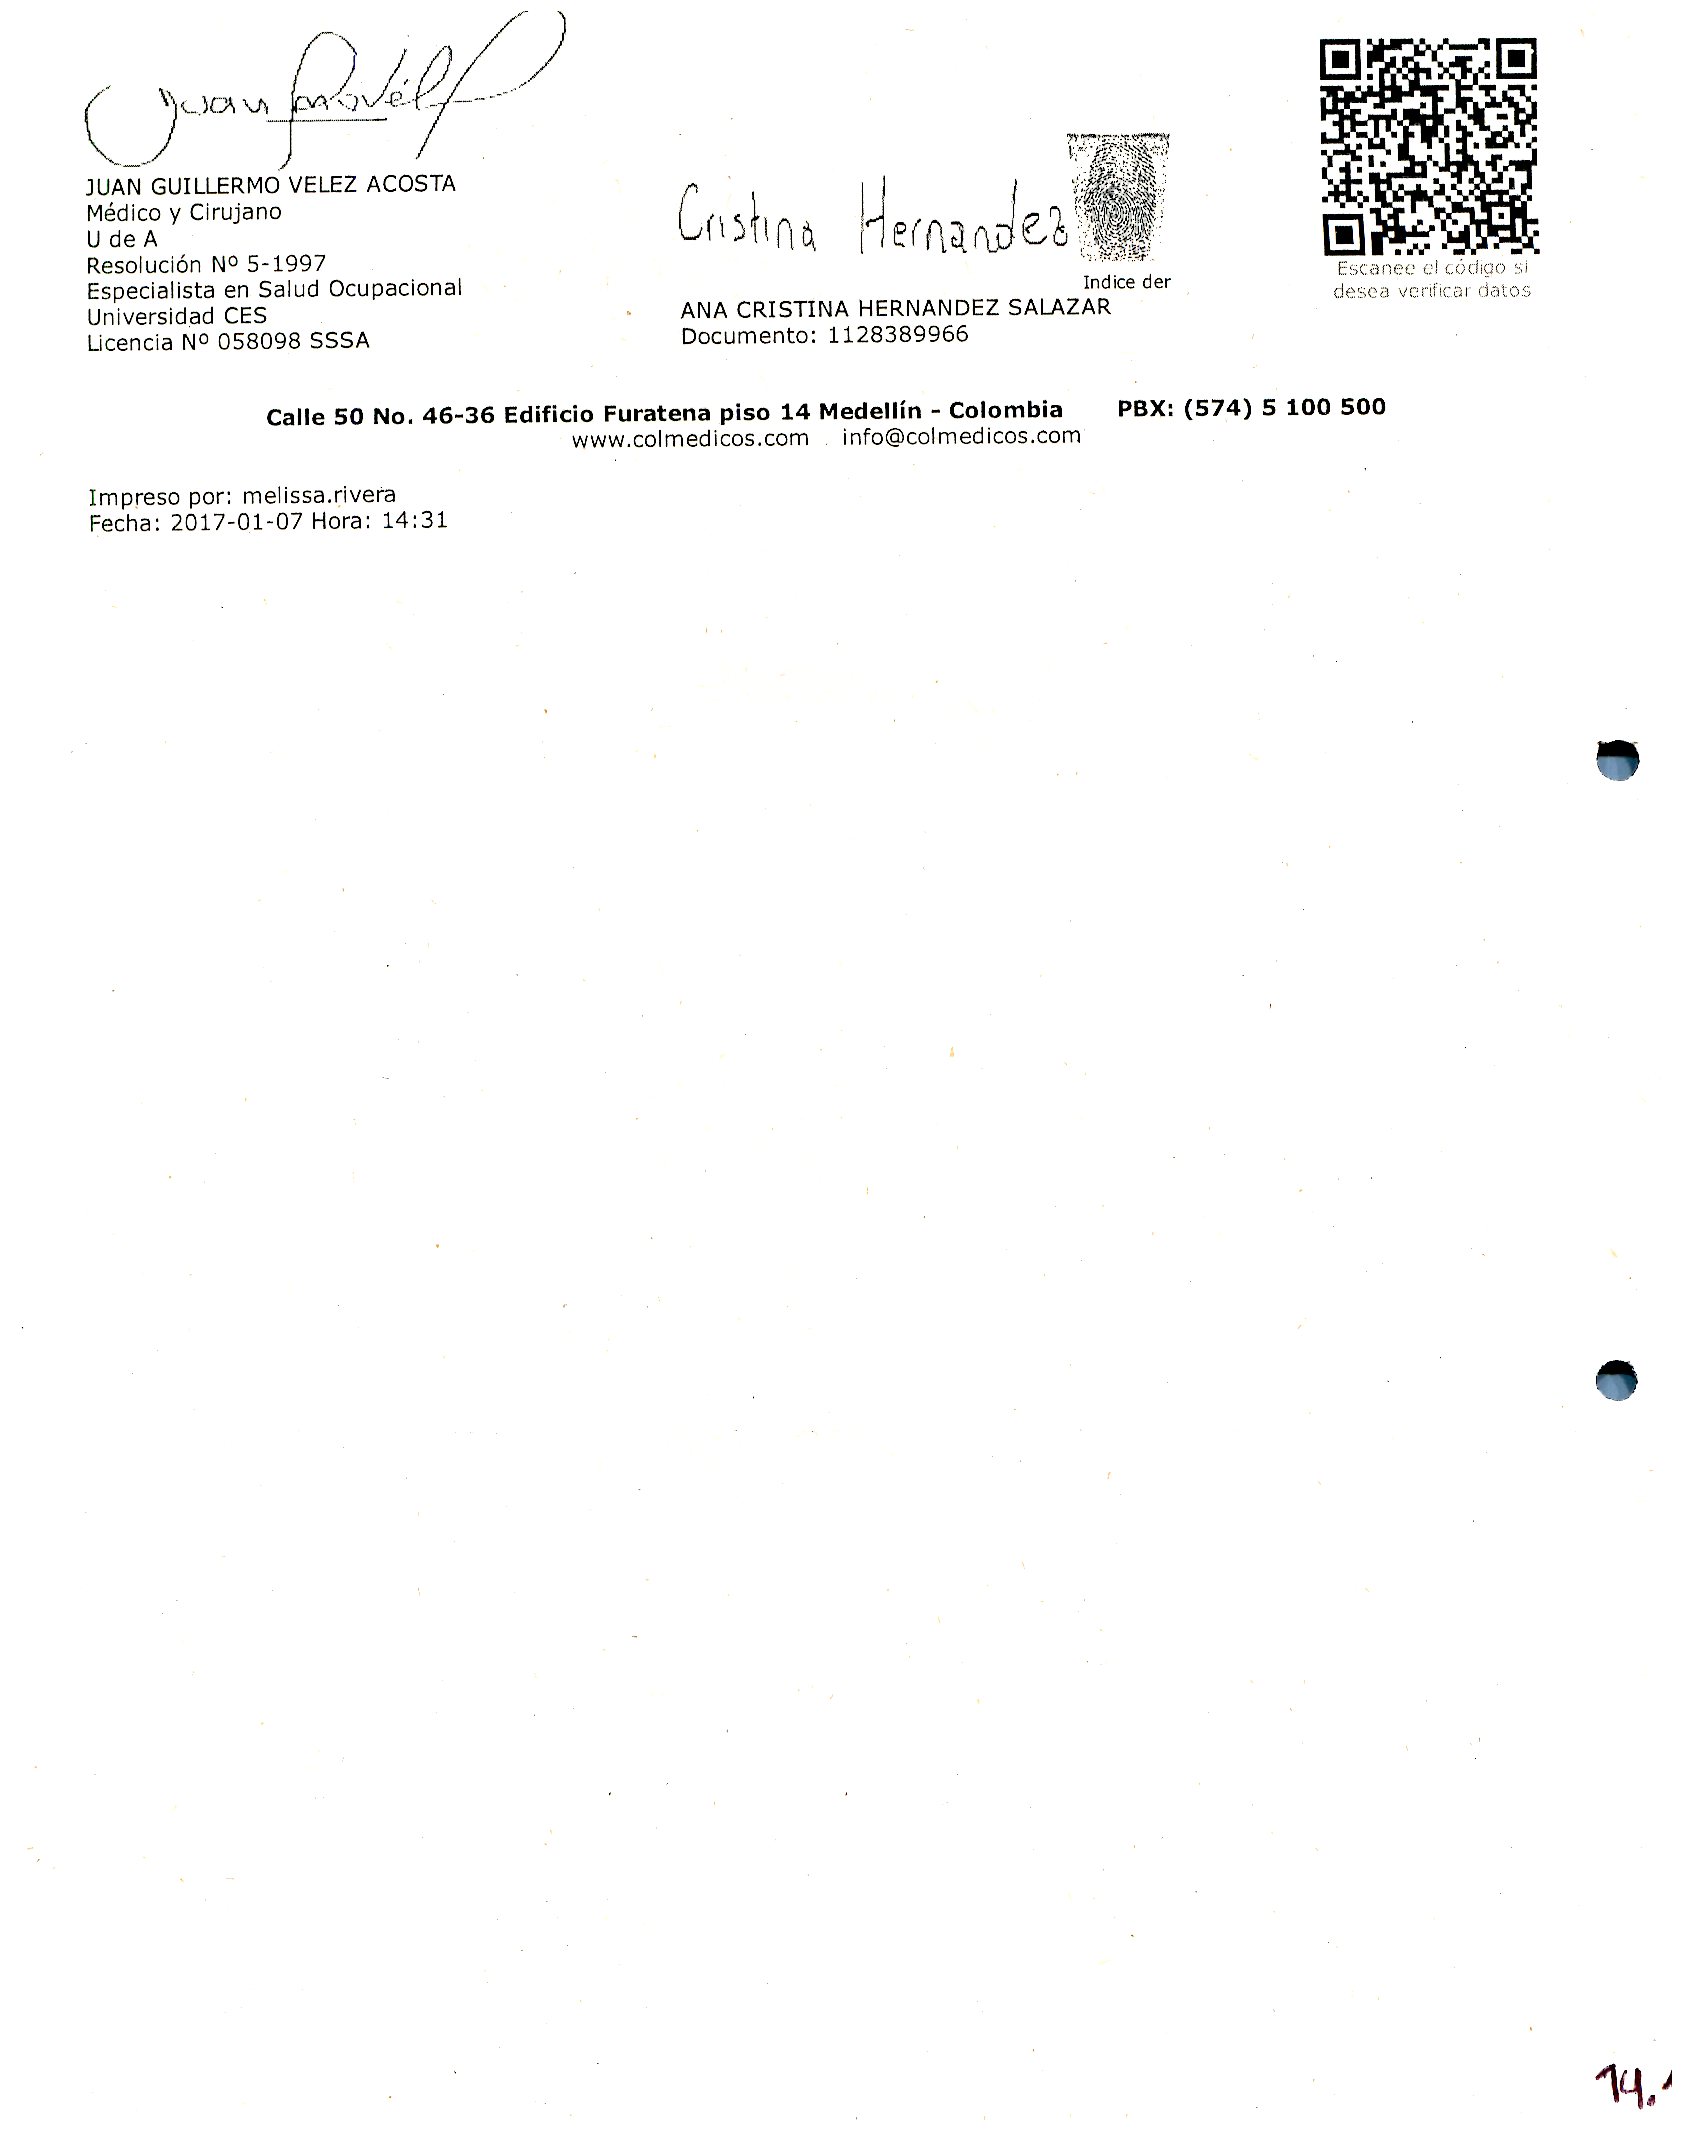 JUAN GUILLERMO VELEZ ACOSTA
Médico y Cirujano
U de A
Resolución Nº 5-1997
Especialista en Salud Ocupacional
Universidad CES
Licencia Nº 058098 SSSA
Cristina Hernandez
Indice der
ANA CRISTINA HERNANDEZ SALAZAR
Documento: 1128389966
Escanee el código si
desea verificar datos
Calle 50 No. 46-36 Edificio Furatena piso 14 Medellín - Colombia PBX: (574) 5 100 500
www.colmedicos.com info@colmedicos.com
Impreso por: melissa.rivera
Fecha: 2017-01-07 Hora: 14:31
14.